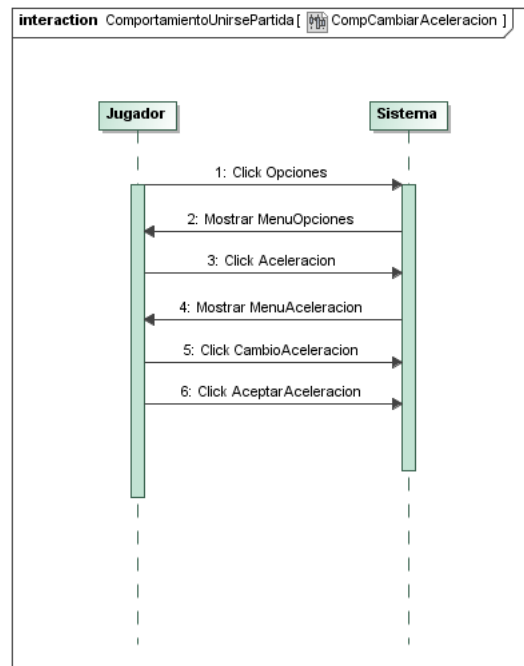 interaction ComportamientoUnirsePartida [ CompCambiarAceleracion ]
Jugador Sistema
1: Click Opciones
2: Mostrar MenuOpciones
3: Click Aceleracion
4: Mostrar MenuAceleracion
5: Click CambioAceleracion
6: Click AceptarAceleracion